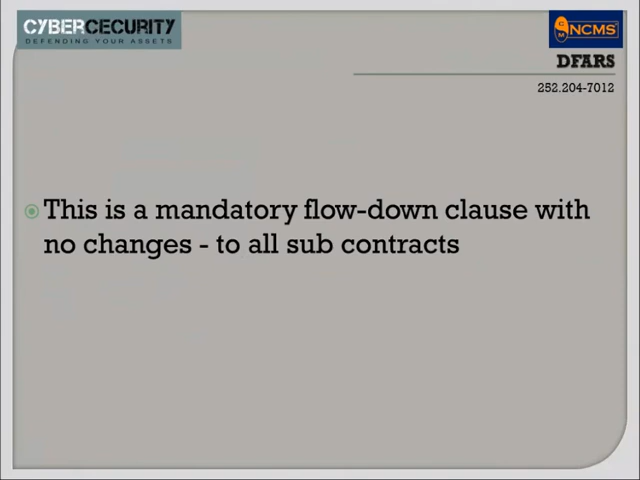 CYBERCECURITY
DEFENDING YOUR ASSETS
NCMS
DFARS
252.204-7012
This is a mandatory flow-down clause with
no changes - to all sub contracts